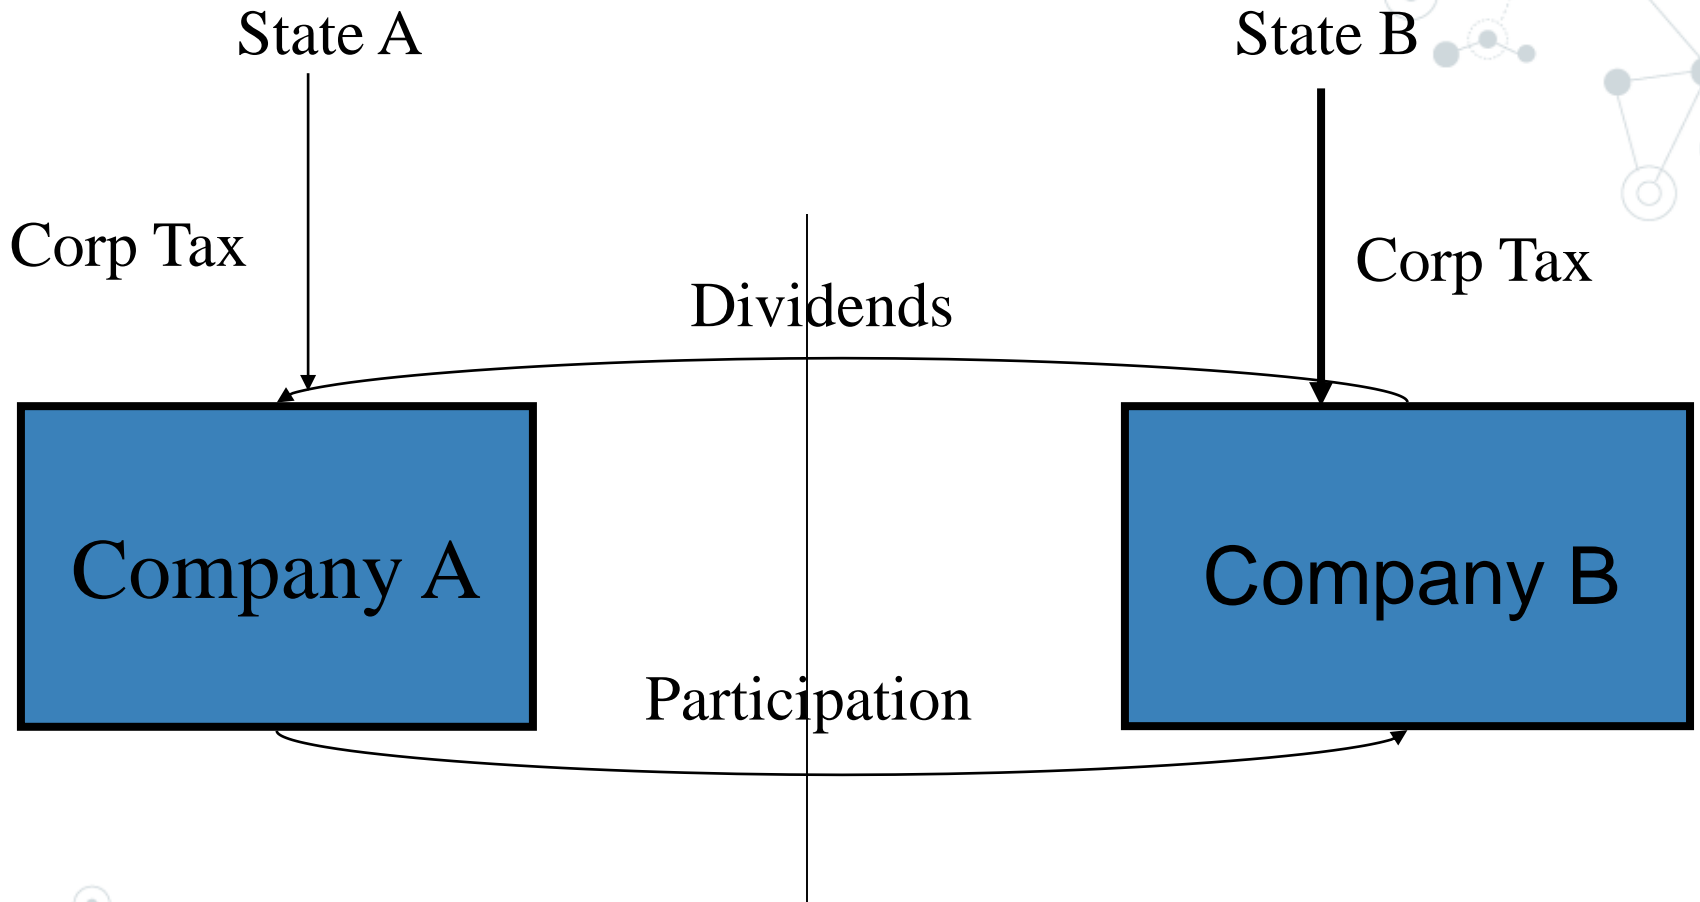 State A
State B
Corp Tax
Corp Tax
Dividends
Company A
Company B
Participation